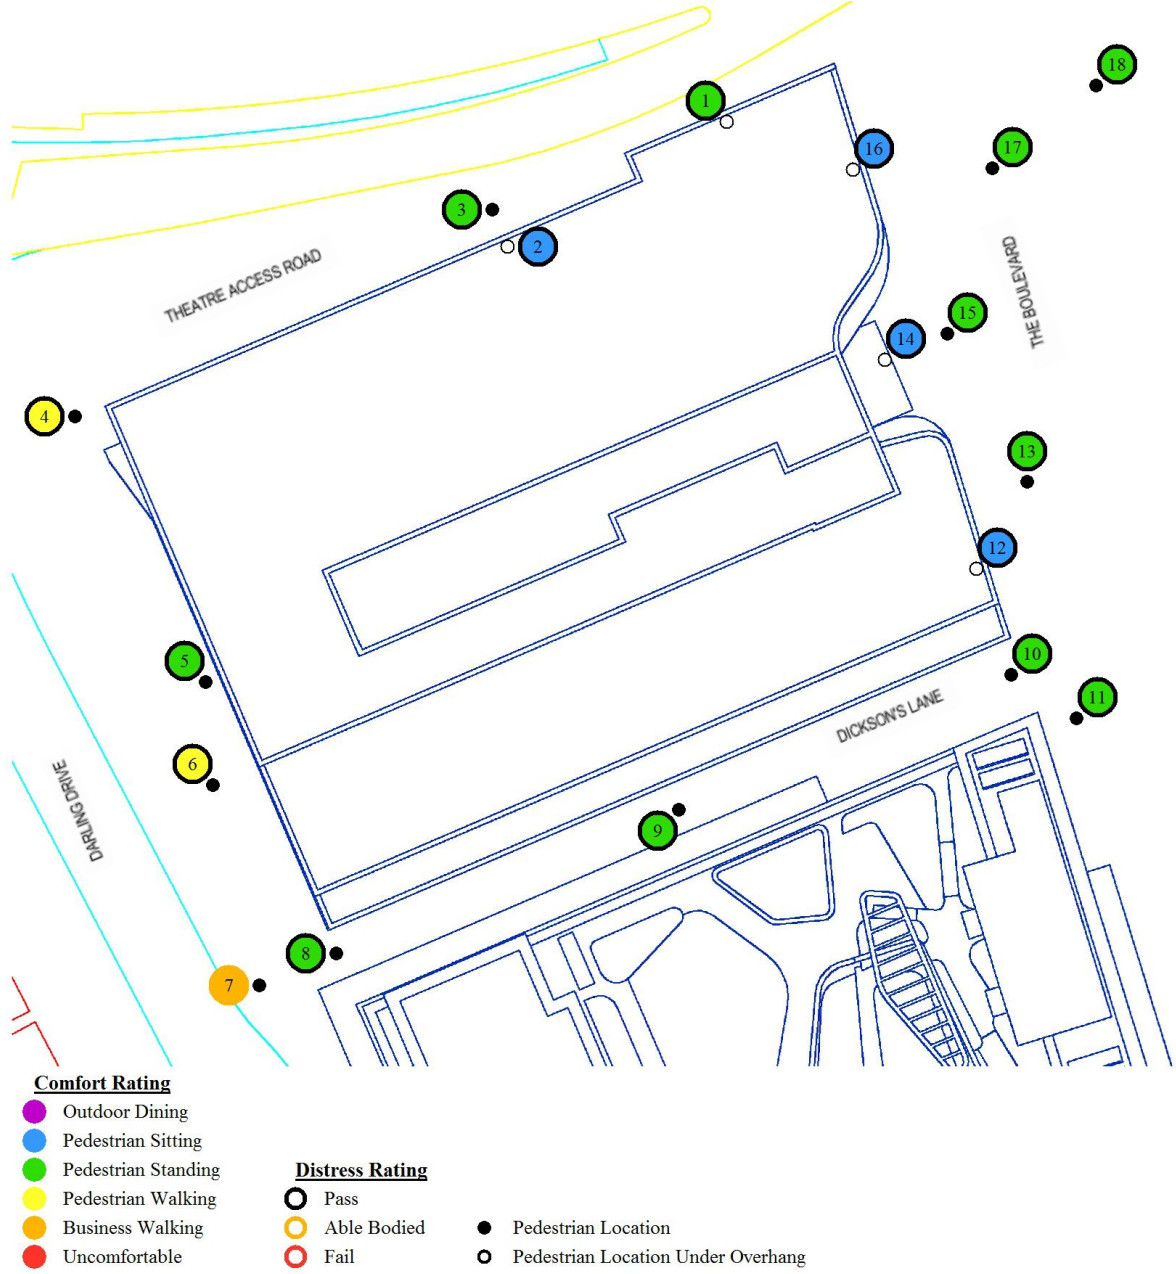 18
1
16
17
3
2
THEATRE ACCESS ROAD
THE BOULEVARD
15
14
4
13
12
5
10
11
DICKSON'S LANE
6
DARLING DRIVE
9
8
7
Comfort Rating
Outdoor Dining
Pedestrian Sitting
Pedestrian Standing
Pedestrian Walking
Business Walking
Uncomfortable
Distress Rating
Pass
Able Bodied
Fail
Pedestrian Location
Pedestrian Location Under Overhang